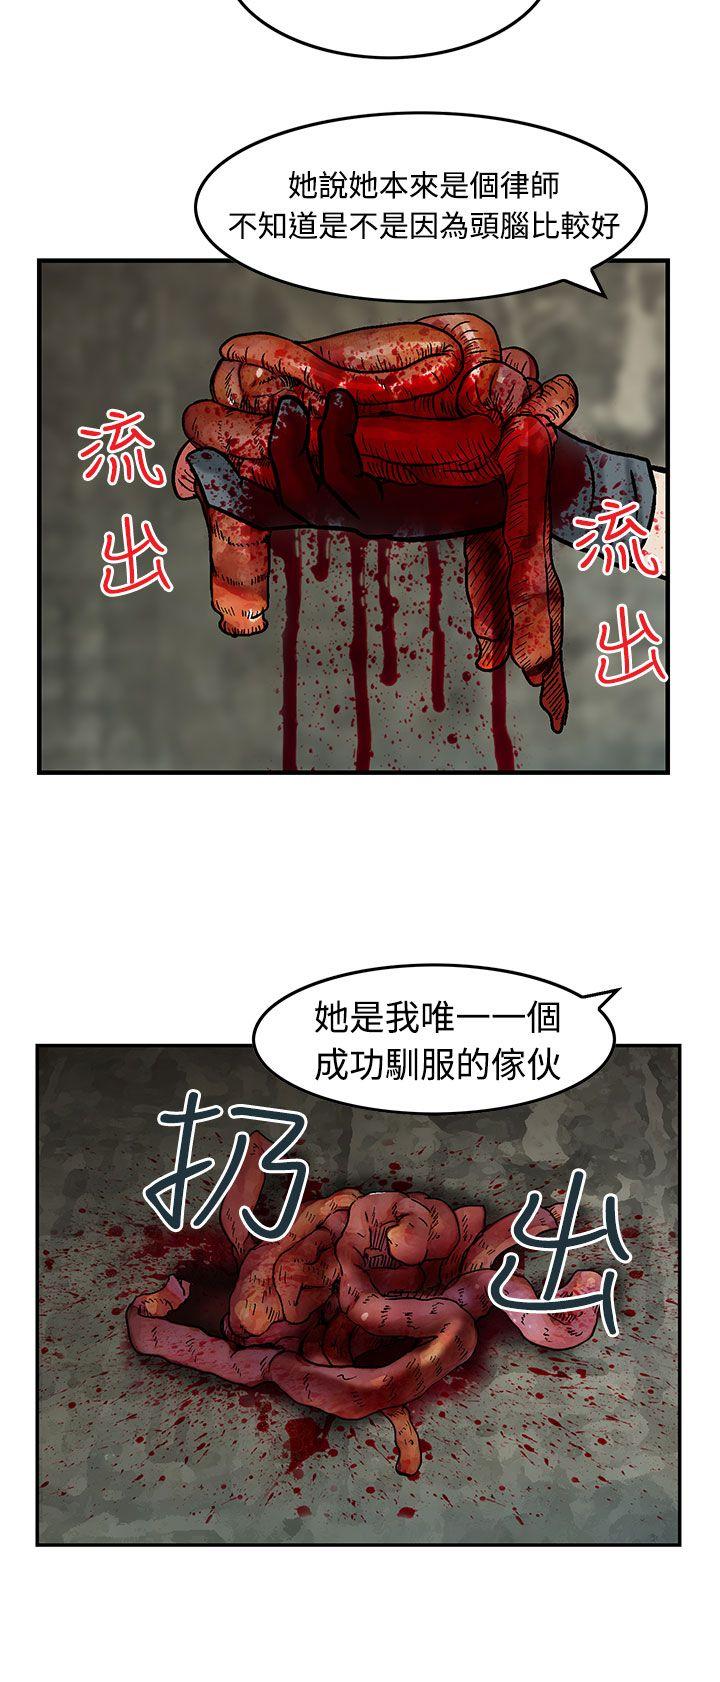 她說她本來是個律師
不知道是不是因為頭腦比較好
流出
流出
她是我唯一一個
成功馴服的傢伙
扔出